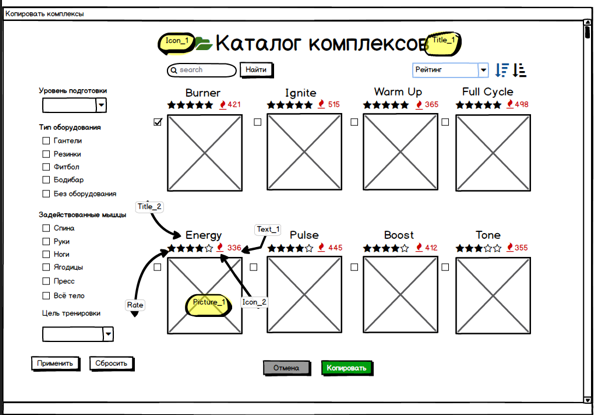 Копировать комплексы
Icon_1
Каталог комплексов
Title_1
search
Найти
Рейтинг
Уровень подготовки
Тип оборудования
Гантели
Резинки
Фитбол
Бодибар
Без оборудования
Задействованные мышцы
Спина
Руки
Ноги
Ягодицы
Пресс
Всё тело
Цель тренировки
Применить
Сбросить
Burner
421
Ignite
515
Warm Up
365
Full Cycle
498
Title_2
Energy
Text_1
336
Pulse
445
Boost
412
Tone
355
Rate
Picture_1
Icon_2
Отмена
Копировать